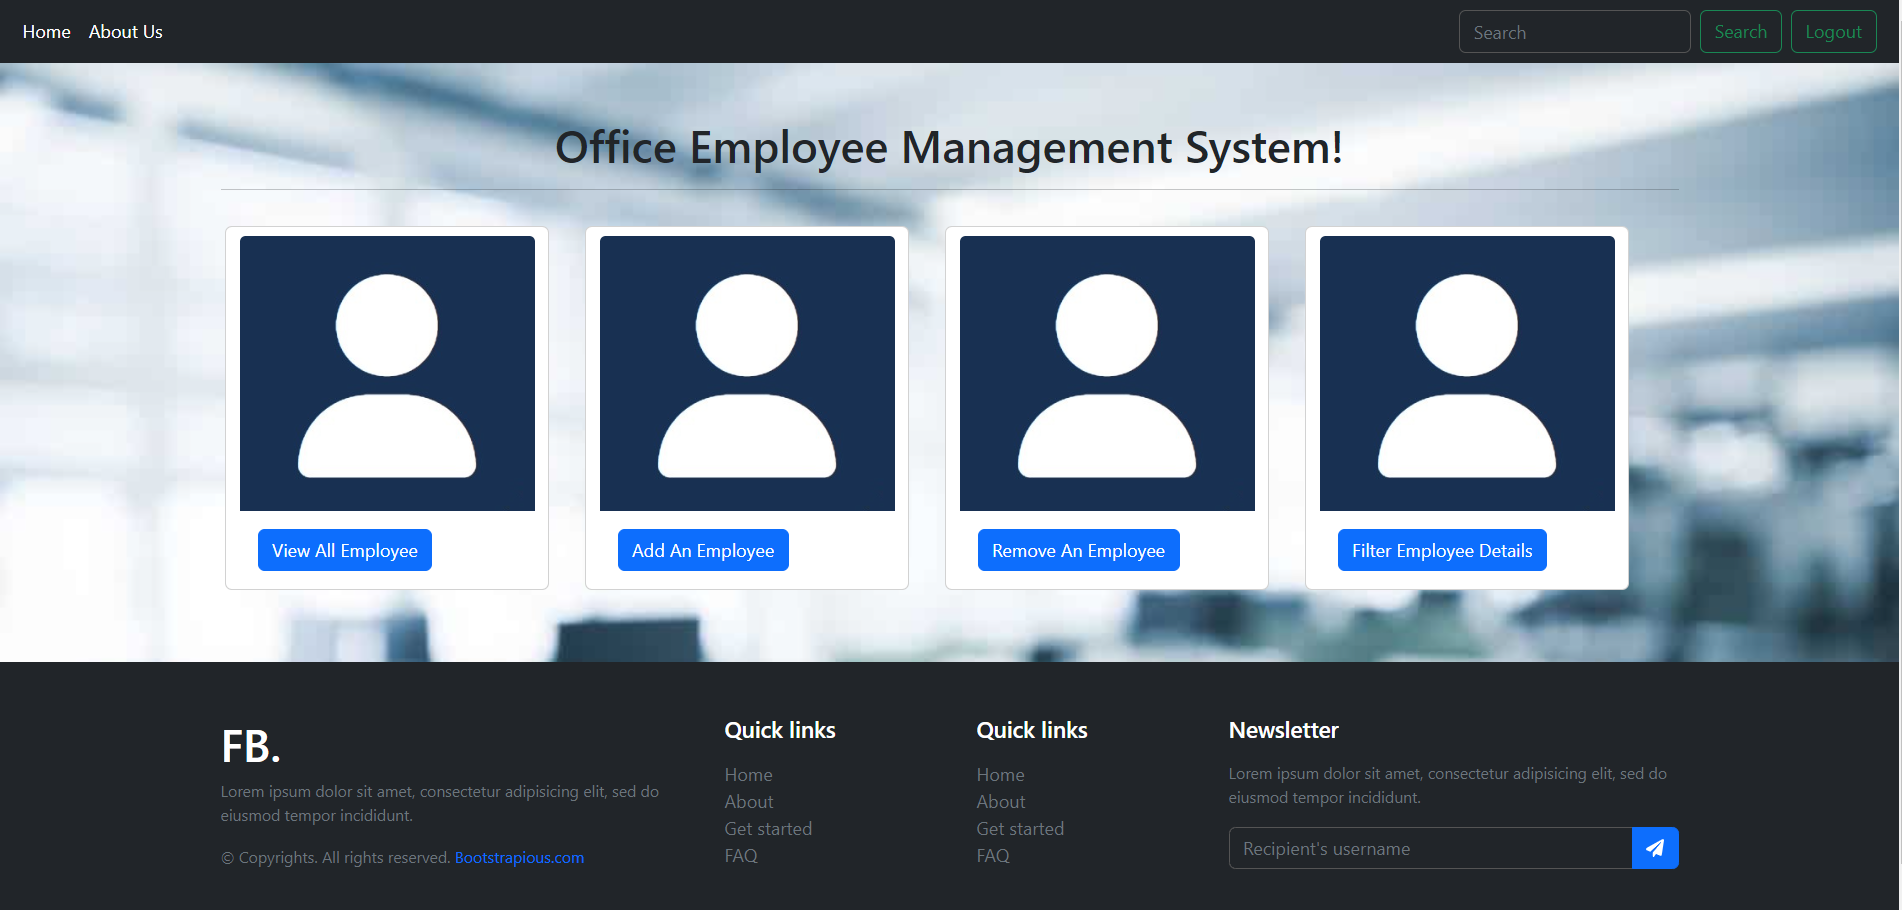 Home About Us Search Search Logout
Office Employee Management System!
View All Employee Add An Employee Remove An Employee Filter Employee Details
FB.
Lorem ipsum dolor sit amet, consectetur adipisicing elit, sed do
eiusmod tempor incididunt.
© Copyrights. All rights reserved. Bootstrapious.com
Quick links
Home
About
Get started
FAQ
Quick links
Home
About
Get started
FAQ
Newsletter
Lorem ipsum dolor sit amet, consectetur adipisicing elit, sed do
eiusmod tempor incididunt.
Recipient's username